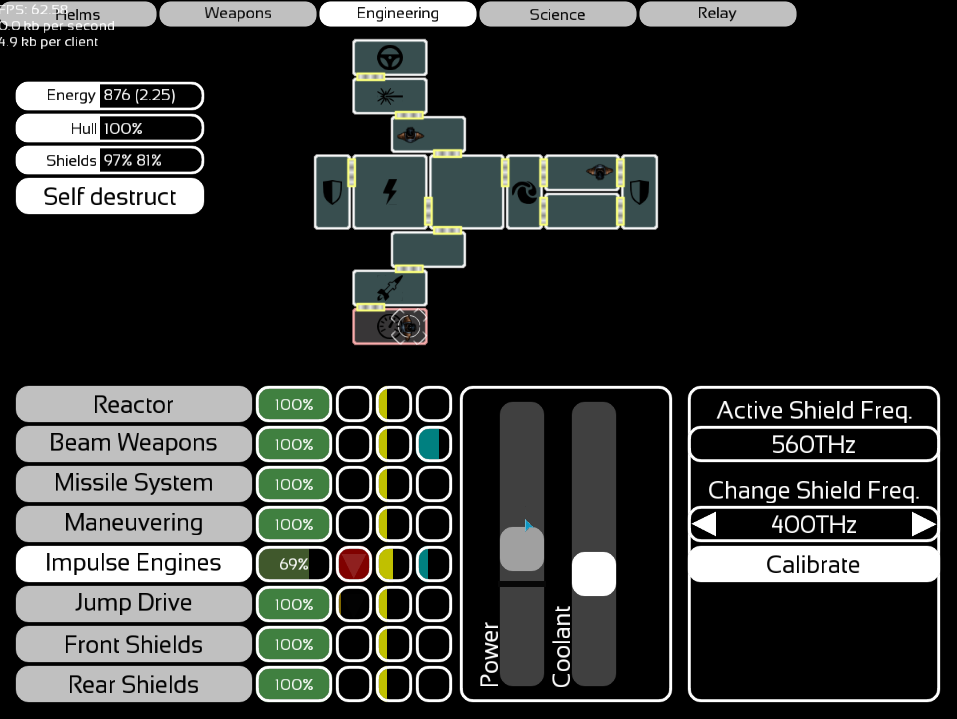 FPS: 62.58
Helms
Weapons
Engineering
Science
Relay
0.0 kb per second
4.9 kb per client
Energy 876 (2.25)
Hull 100%
Shields 97% 81%
Self destruct
Reactor 100%
Beam Weapons 100%
Missile System 100%
Maneuvering 100%
Impulse Engines 69%
Jump Drive 100%
Front Shields 100%
Rear Shields 100%
Power
Coolant
Active Shield Freq.
560THz
Change Shield Freq.
400THz
Calibrate